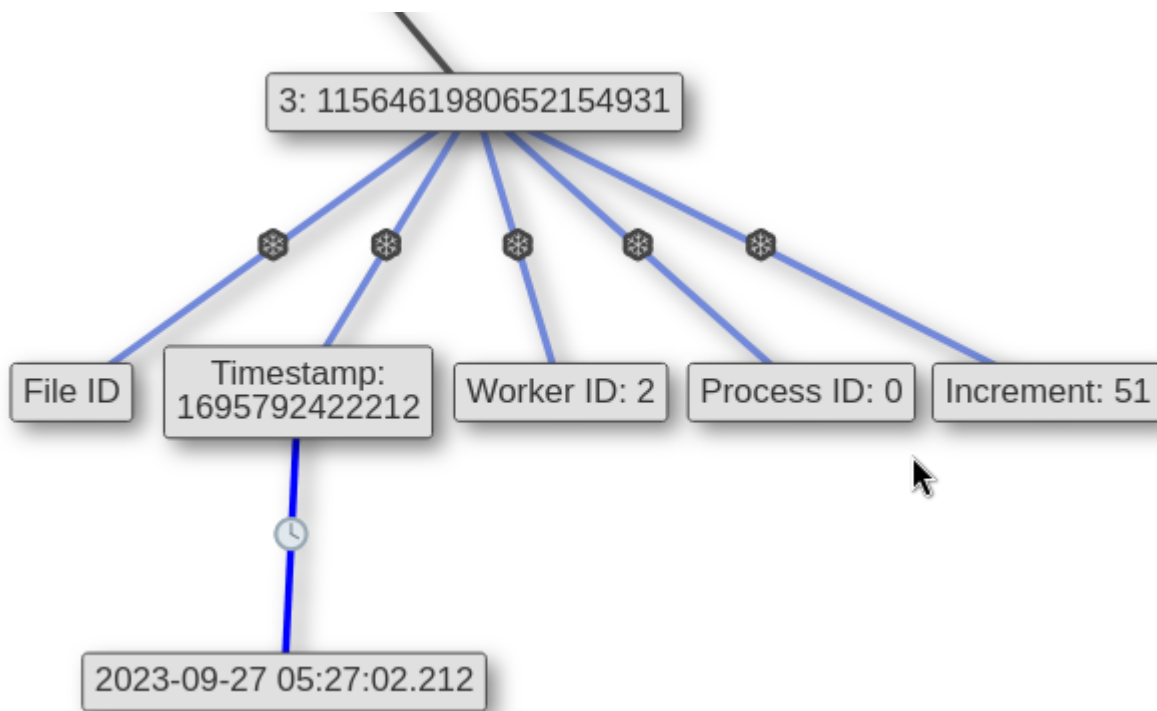 3: 1156461980652154931
File ID
Timestamp:
1695792422212
Worker ID: 2
Process ID: 0
Increment: 51
2023-09-27 05:27:02.212